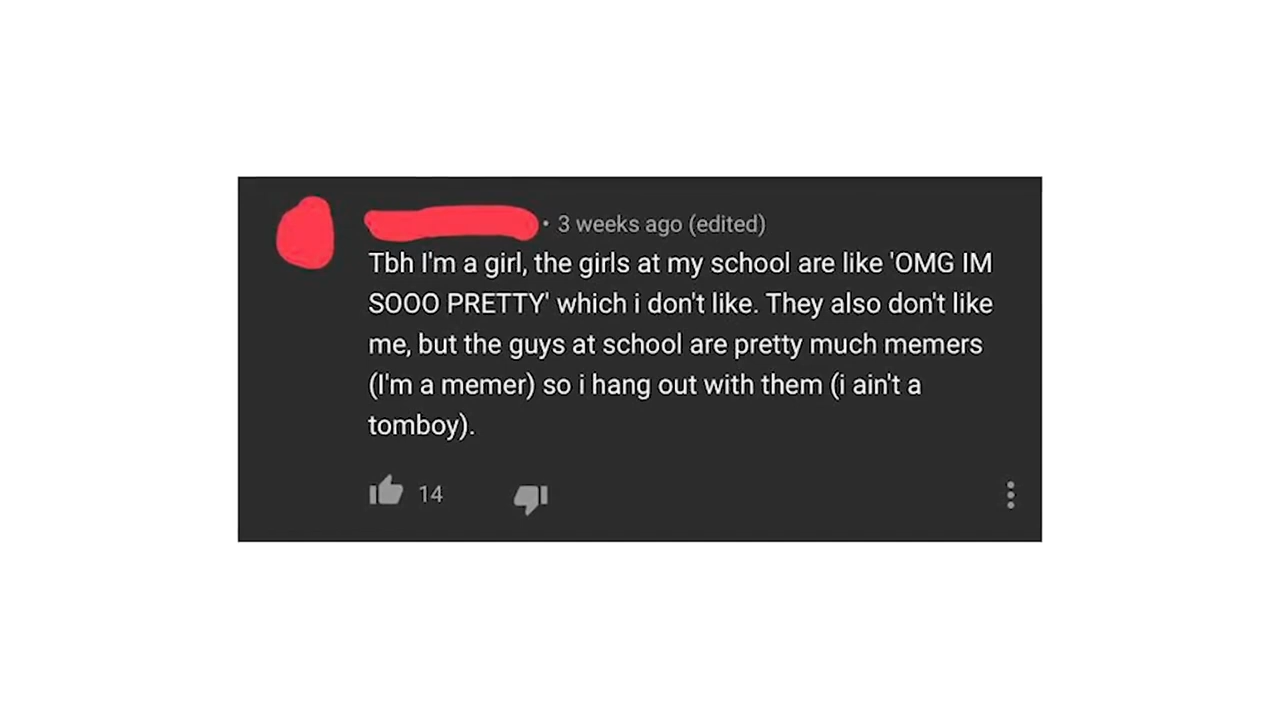 • 3 weeks ago (edited)
Tbh I'm a girl, the girls at my school are like 'OMG IM
SOOO PRETTY' which i don't like. They also don't like
me, but the guys at school are pretty much memers
(I'm a memer) so i hang out with them (i ain't a
tomboy).
14